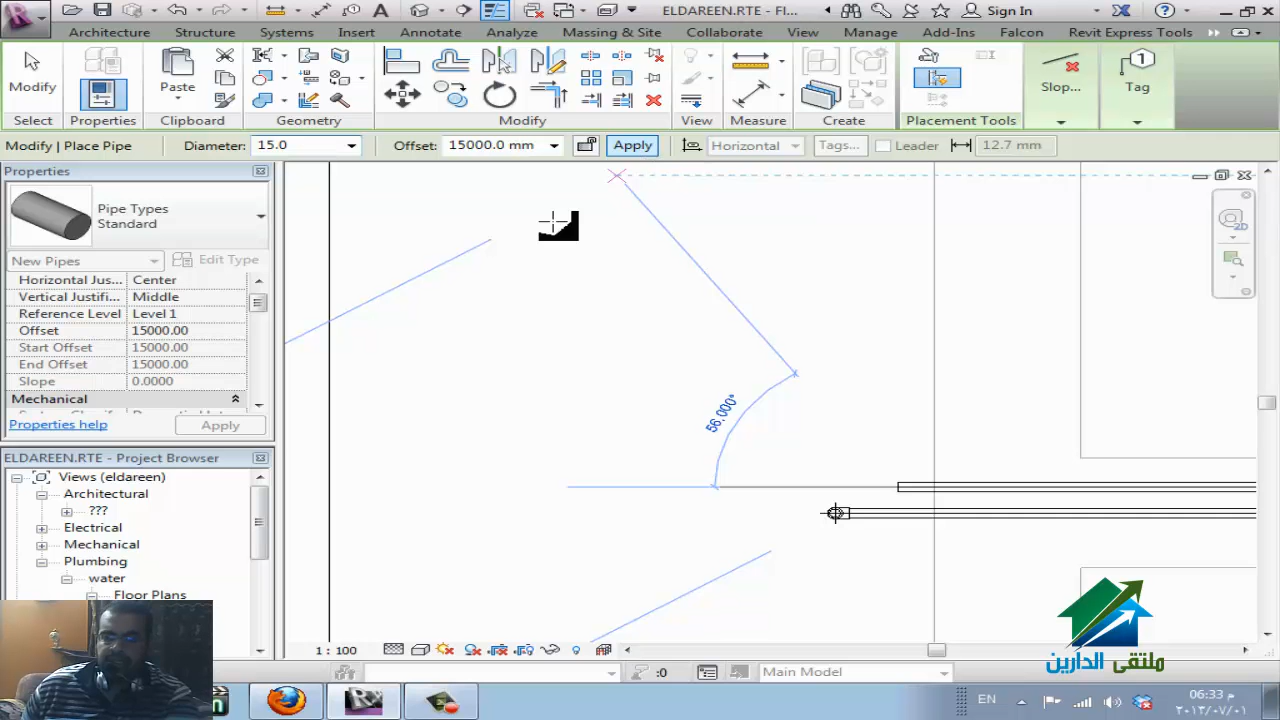 ELDAREEN.RTE - Fl...
Sign In
Architecture
Structure
Systems
Insert
Annotate
Analyze
Massing & Site
Collaborate
View
Manage
Add-Ins
Falcon
Revit Express Tools
Modify
Paste
Slop...
Tag
Select
Properties
Clipboard
Geometry
Modify
View
Measure
Create
Placement Tools
Modify | Place Pipe
Diameter: 15.0
Offset: 15000.0 mm
Apply
Horizontal
Tags...
Leader
12.7 mm
Properties
Pipe Types
Standard
New Pipes
Edit Type
Horizontal Jus... Center
Vertical Justifi... Middle
Reference Level Level 1
Offset 15000.00
Start Offset 15000.00
End Offset 15000.00
Slope 0.0000
Mechanical
Properties help
Apply
2D
56.000°
ELDAREEN.RTE - Project Browser
Views (eldareen)
Architectural
???
Electrical
Mechanical
Plumbing
water
Floor Plans
1 : 100
:0
Main Model
ملتقى الدارين
EN
06:33 م
٢٠١٣/٠٧/٠١